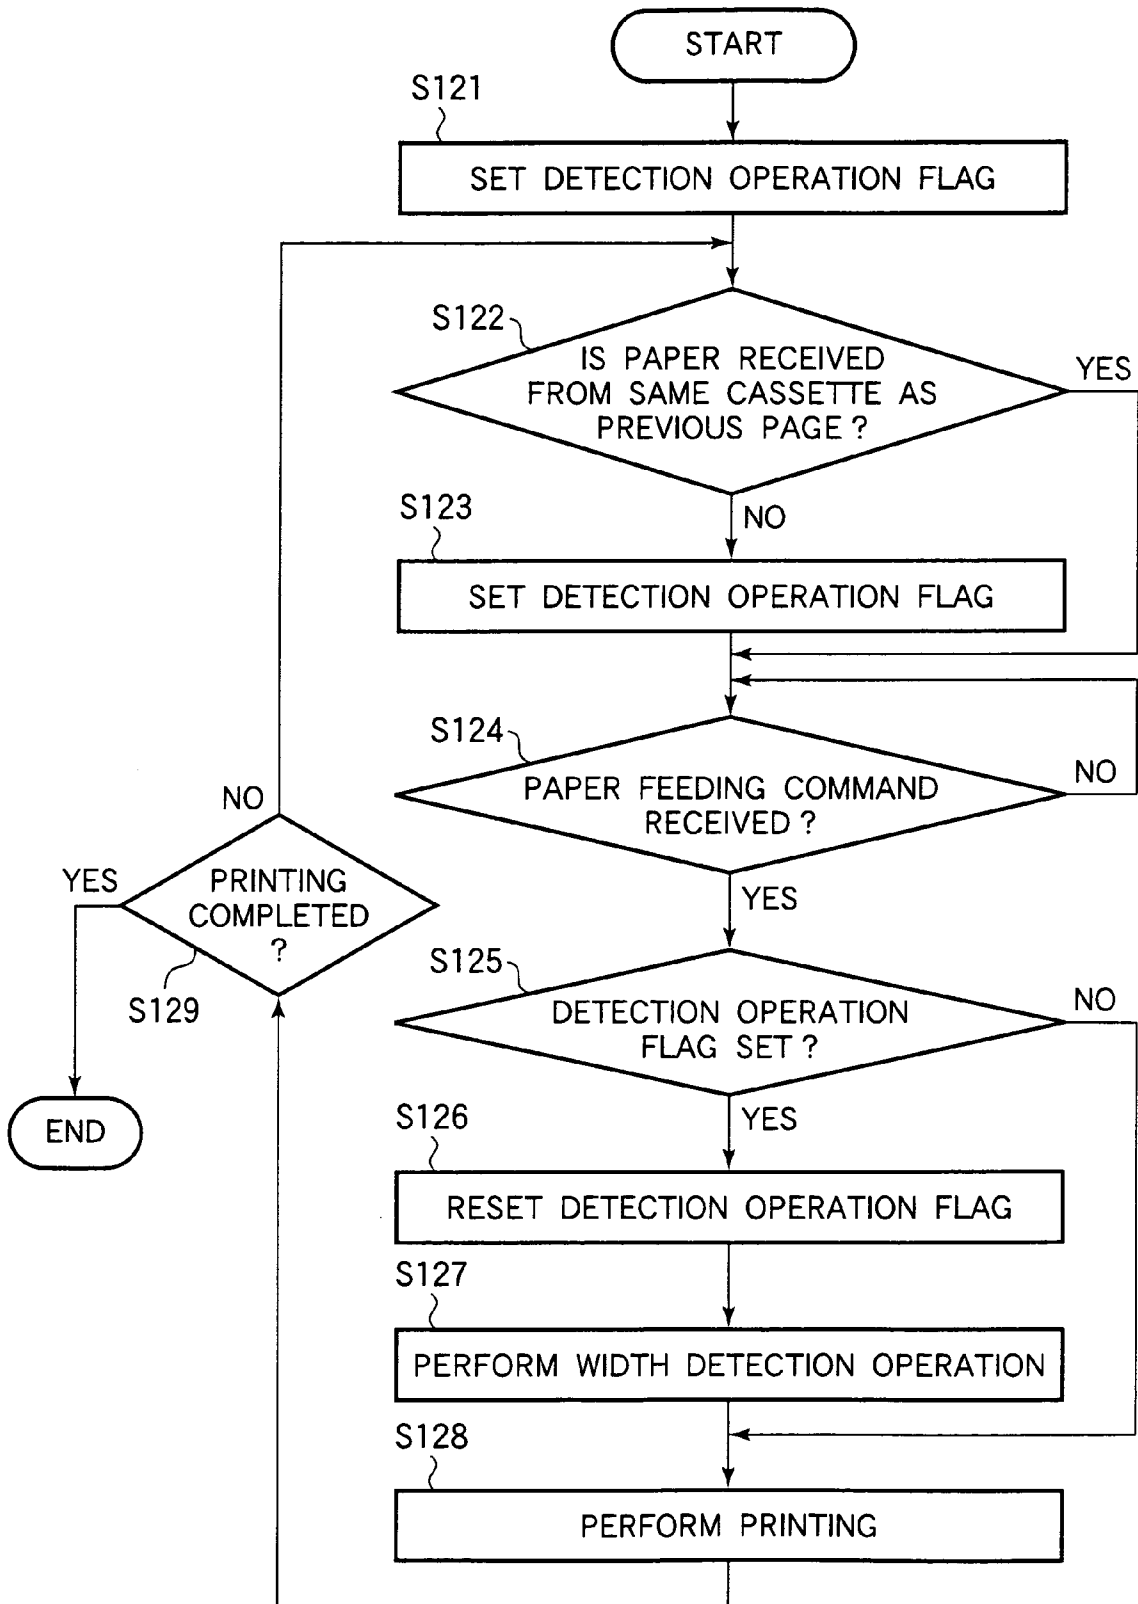 START
S121
SET DETECTION OPERATION FLAG
S122
IS PAPER RECEIVED
FROM SAME CASSETTE AS
PREVIOUS PAGE ?
YES
NO
S123
SET DETECTION OPERATION FLAG
S124
PAPER FEEDING COMMAND
RECEIVED ?
NO
YES
S125
DETECTION OPERATION
FLAG SET ?
NO
YES
S126
RESET DETECTION OPERATION FLAG
S127
PERFORM WIDTH DETECTION OPERATION
S128
PERFORM PRINTING
NO
YES
PRINTING
COMPLETED
?
S129
END